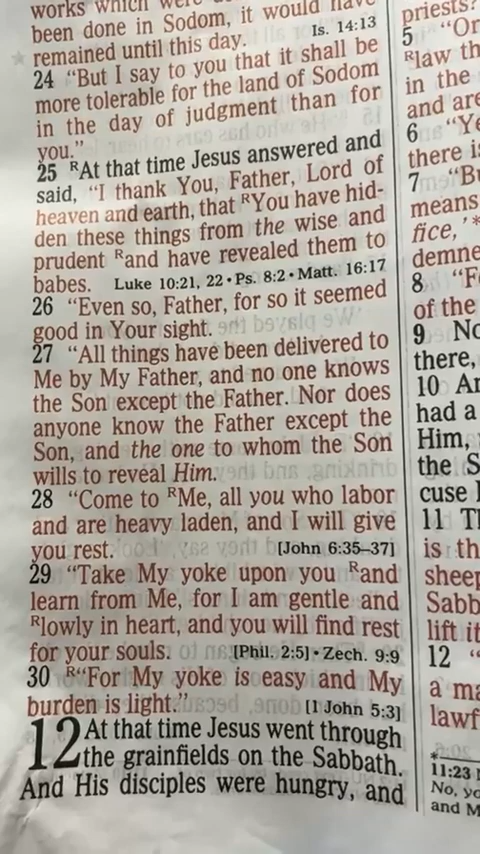 works which were
been done in Sodom, it would have
remained until this day. Is. 14:13
24 "But I say to you that it shall be
more tolerable for the land of Sodom
in the day of judgment than for
you."
25 ᴿAt that time Jesus answered and
said, "I thank You, Father, Lord of
heaven and earth, that ᴿYou have hid-
den these things from the wise and
prudent ᴿand have revealed them to
babes. Luke 10:21, 22 • Ps. 8:2 • Matt. 16:17
26 "Even so, Father, for so it seemed
good in Your sight.
27 "All things have been delivered to
Me by My Father, and no one knows
the Son except the Father. Nor does
anyone know the Father except the
Son, and the one to whom the Son
wills to reveal Him.
28 "Come to ᴿMe, all you who labor
and are heavy laden, and I will give
you rest. [John 6:35–37]
29 "Take My yoke upon you ᴿand
learn from Me, for I am gentle and
ᴿlowly in heart, and you will find rest
for your souls. [Phil. 2:5] • Zech. 9:9
30 ᴿ"For My yoke is easy and My
burden is light." [1 John 5:3]
12 At that time Jesus went through
the grainfields on the Sabbath.
And His disciples were hungry, and
priests?
5 "Or
ᴿlaw th
in the
and are
6 "Ye
there is
7 "Bu
means
fice,'*
demne
8 "Fo
of the
9 No
there,
10 An
had a
Him,
the S
cuse
11 Th
is th
sheep
Sabb
lift it
12 "
a ma
lawf
11:23
No, yo
and M